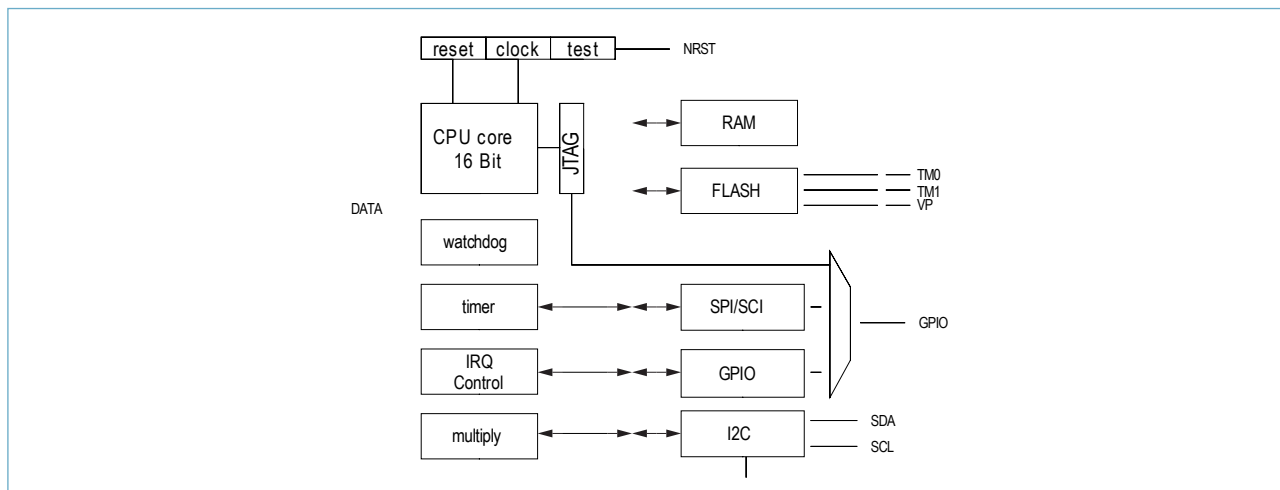 reset clock test NRST
CPU core
16 Bit
JTAG
RAM
FLASH
TM0
TM1
VP
DATA
watchdog
timer
SPI/SCI
GPIO
IRQ
Control
GPIO
multiply
I2C
SDA
SCL